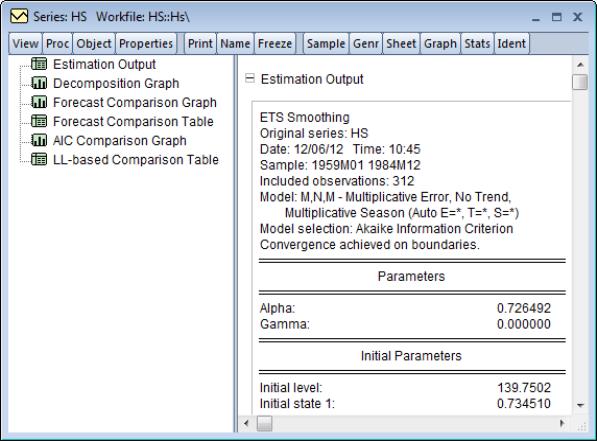 Series: HS Workfile: HS::Hs\
View Proc Object Properties Print Name Freeze Sample Genr Sheet Graph Stats Ident
Estimation Output
Decomposition Graph
Forecast Comparison Graph
Forecast Comparison Table
AIC Comparison Graph
LL-based Comparison Table
Estimation Output
ETS Smoothing
Original series: HS
Date: 12/06/12 Time: 10:45
Sample: 1959M01 1984M12
Included observations: 312
Model: M,N,M - Multiplicative Error, No Trend,
Multiplicative Season (Auto E=*, T=*, S=*)
Model selection: Akaike Information Criterion
Convergence achieved on boundaries.
Parameters
Alpha: 0.726492
Gamma: 0.000000
Initial Parameters
Initial level: 139.7502
Initial state 1: 0.734510